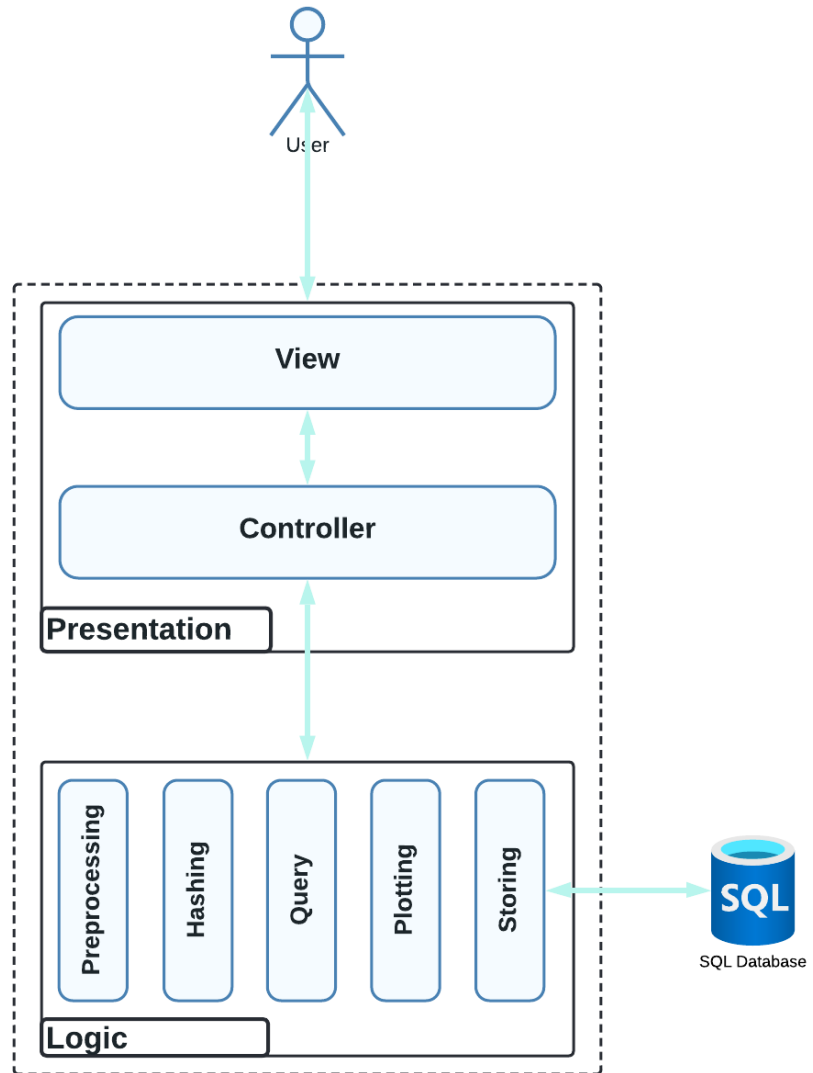 User
View
Controller
Presentation
Preprocessing
Hashing
Query
Plotting
Storing
SQL
SQL Database
Logic